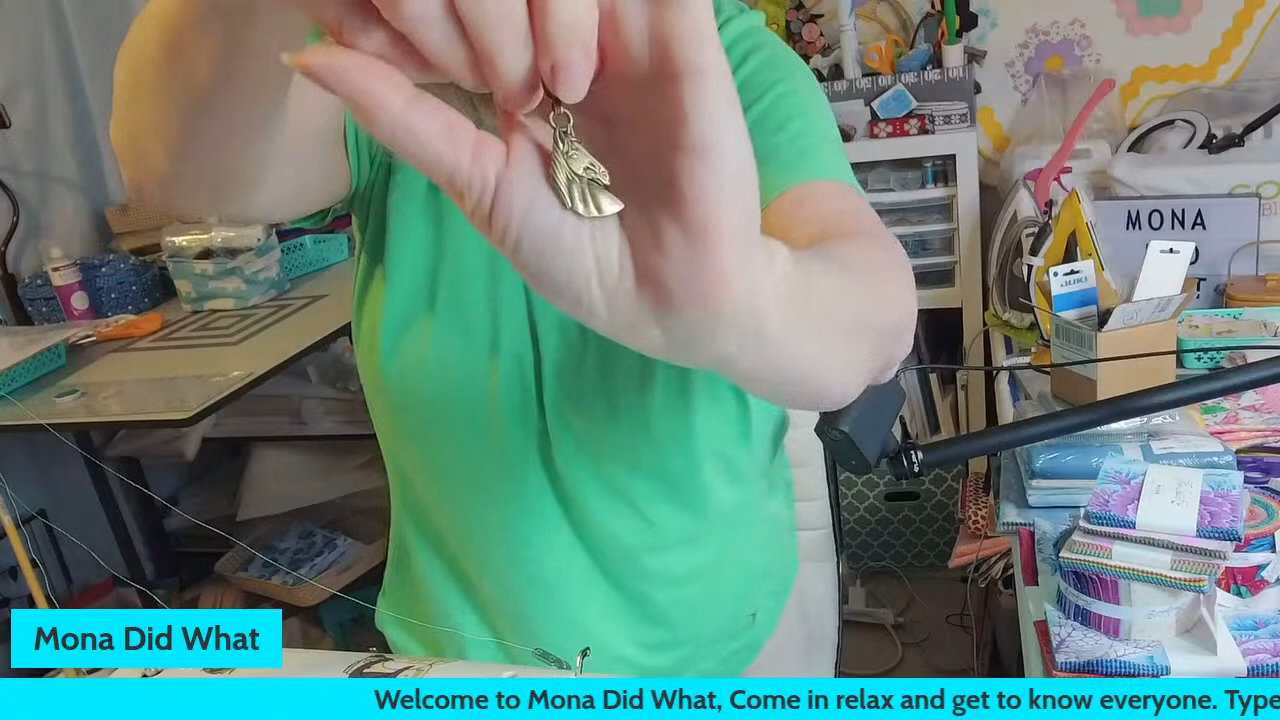 MONA
JUKI
Mona Did What
Welcome to Mona Did What, Come in relax and get to know everyone. Type